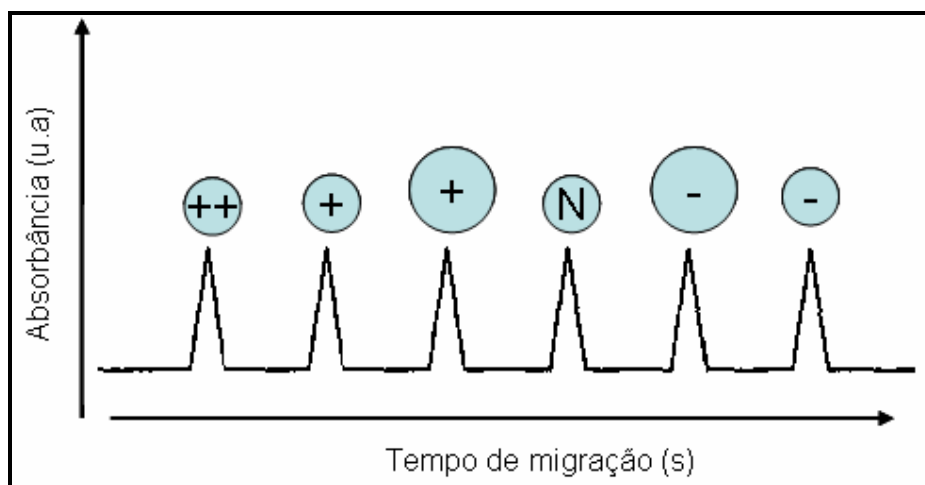 Absorbância (u.a)
++ + + N - -
Tempo de migração (s)